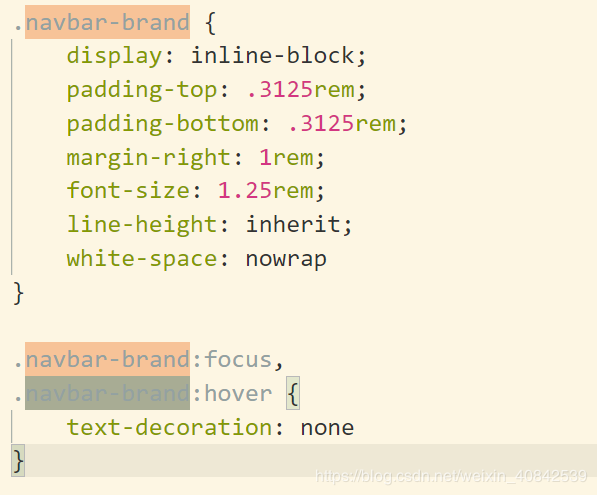 .navbar-brand {
    display: inline-block;
    padding-top: .3125rem;
    padding-bottom: .3125rem;
    margin-right: 1rem;
    font-size: 1.25rem;
    line-height: inherit;
    white-space: nowrap
}
.navbar-brand:focus,
.navbar-brand:hover {
    text-decoration: none
}
https://blog.csdn.net/weixin_40842539